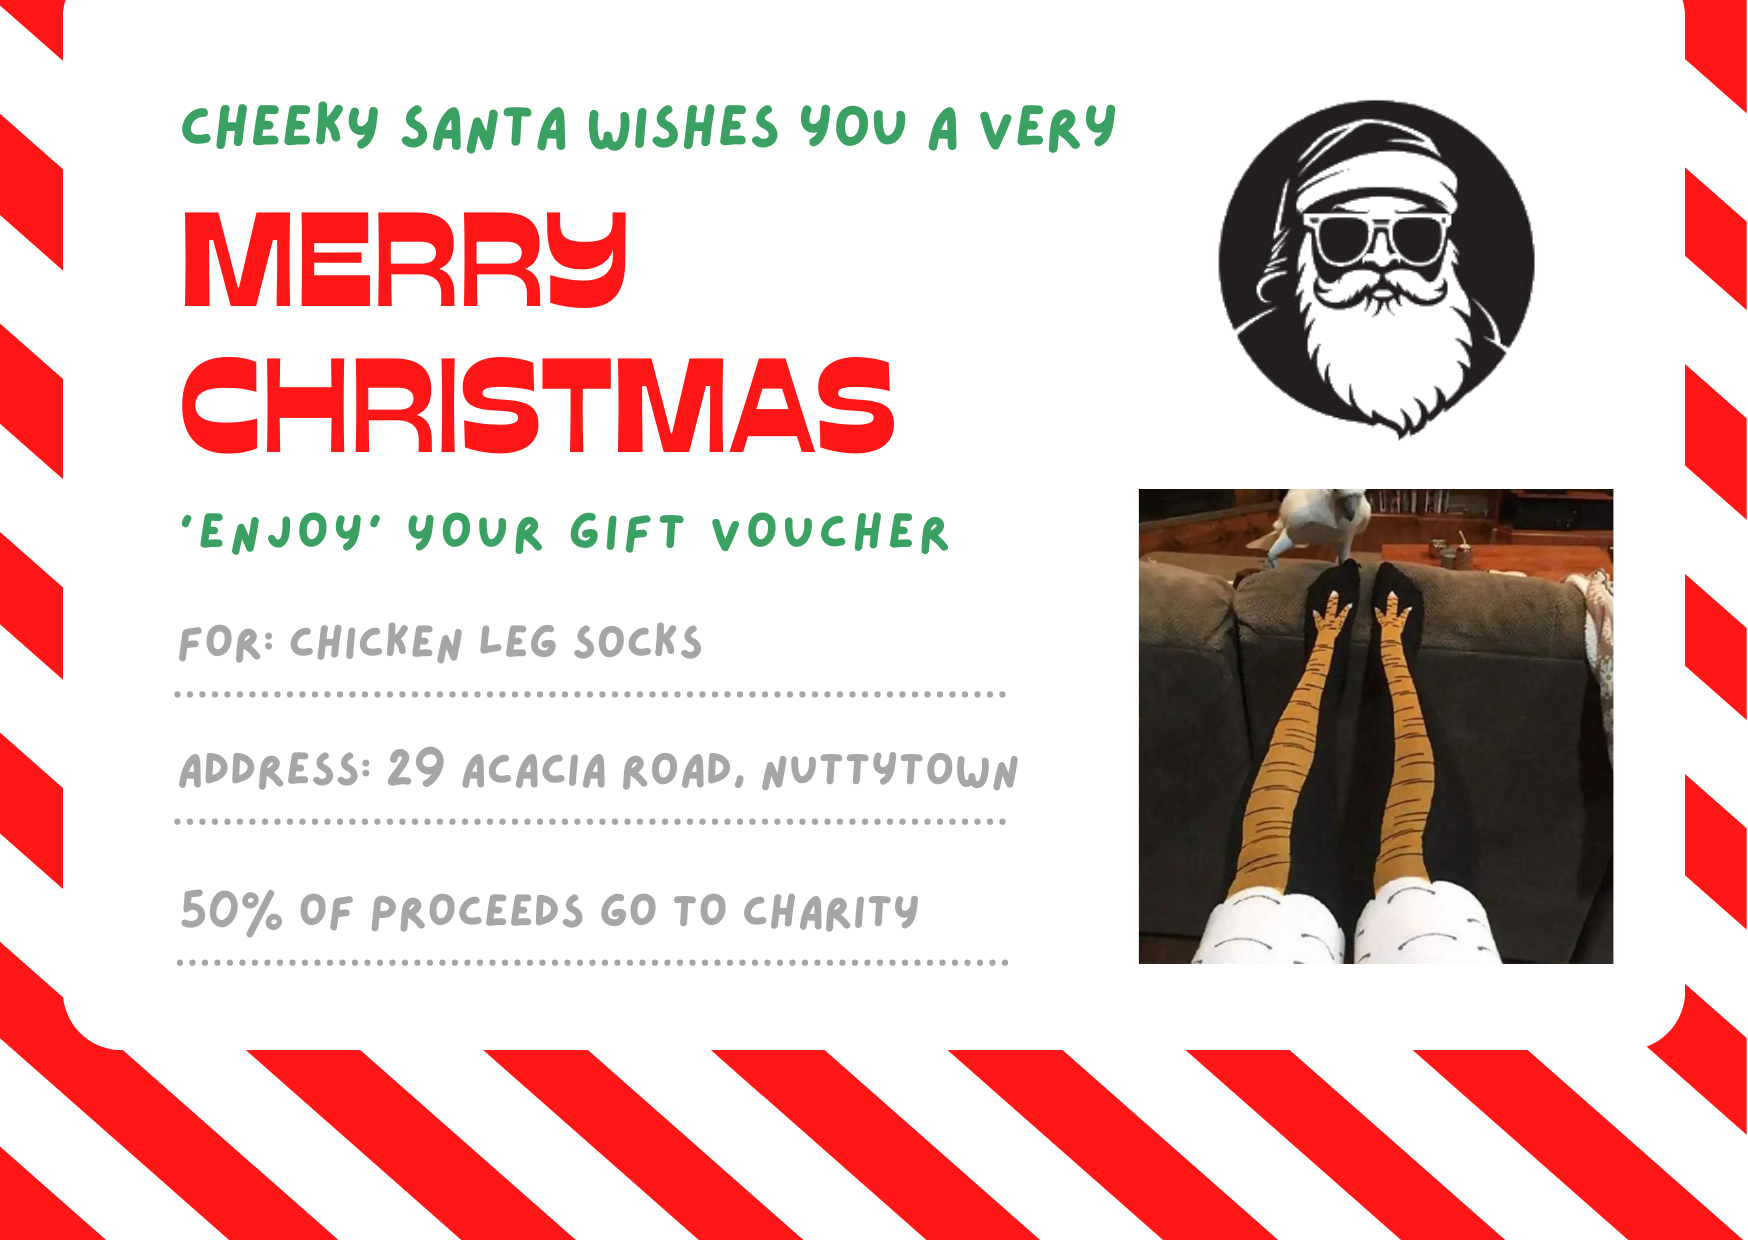 CHEEKY SANTA WISHES YOU A VERY
MERRY
CHRISTMAS
'ENJOY' YOUR GIFT VOUCHER
FOR: CHICKEN LEG SOCKS
ADDRESS: 29 ACACIA ROAD, NUTTYTOWN
50% OF PROCEEDS GO TO CHARITY